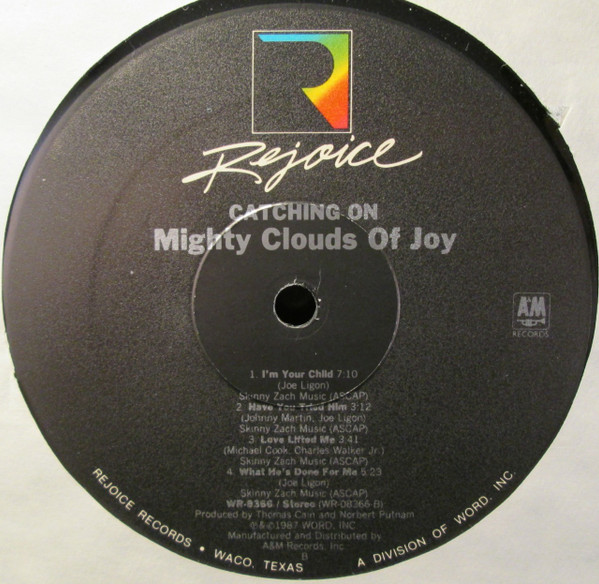 R
Rejoice
CATCHING ON
Mighty Clouds Of Joy
A&M
RECORDS
1. I'm Your Child 7:10
(Joe Ligon)
Skinny Zach Music (ASCAP)
2. Have You Tried Him 3:12
(Johnny Martin, Joe Ligon)
Skinny Zach Music (ASCAP)
3. Love Lifted Me 3:41
(Michael Cook, Charles Walker Jr.)
Skinny Zach Music (ASCAP)
4. What He's Done For Me 5:23
(Joe Ligon)
Skinny Zach Music (ASCAP)
WR-8366 / Stereo (WR-08366-B)
Produced by Thomas Cain and Norbert Putnam
℗&©1987 WORD, INC
Manufactured and Distributed by
A&M Records, Inc
B
REJOICE RECORDS • WACO, TEXAS A DIVISION OF WORD, INC.